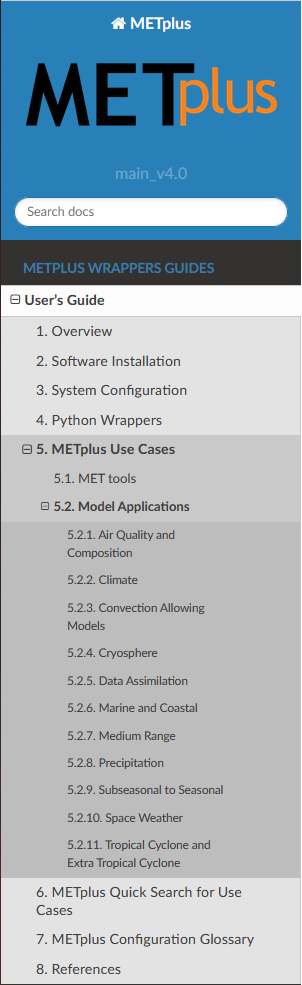 METplus
METplus
main_v4.0
Search docs
METPLUS WRAPPERS GUIDES
User's Guide
1. Overview
2. Software Installation
3. System Configuration
4. Python Wrappers
5. METplus Use Cases
5.1. MET tools
5.2. Model Applications
5.2.1. Air Quality and
Composition
5.2.2. Climate
5.2.3. Convection Allowing
Models
5.2.4. Cryosphere
5.2.5. Data Assimilation
5.2.6. Marine and Coastal
5.2.7. Medium Range
5.2.8. Precipitation
5.2.9. Subseasonal to Seasonal
5.2.10. Space Weather
5.2.11. Tropical Cyclone and
Extra Tropical Cyclone
6. METplus Quick Search for Use
Cases
7. METplus Configuration Glossary
8. References